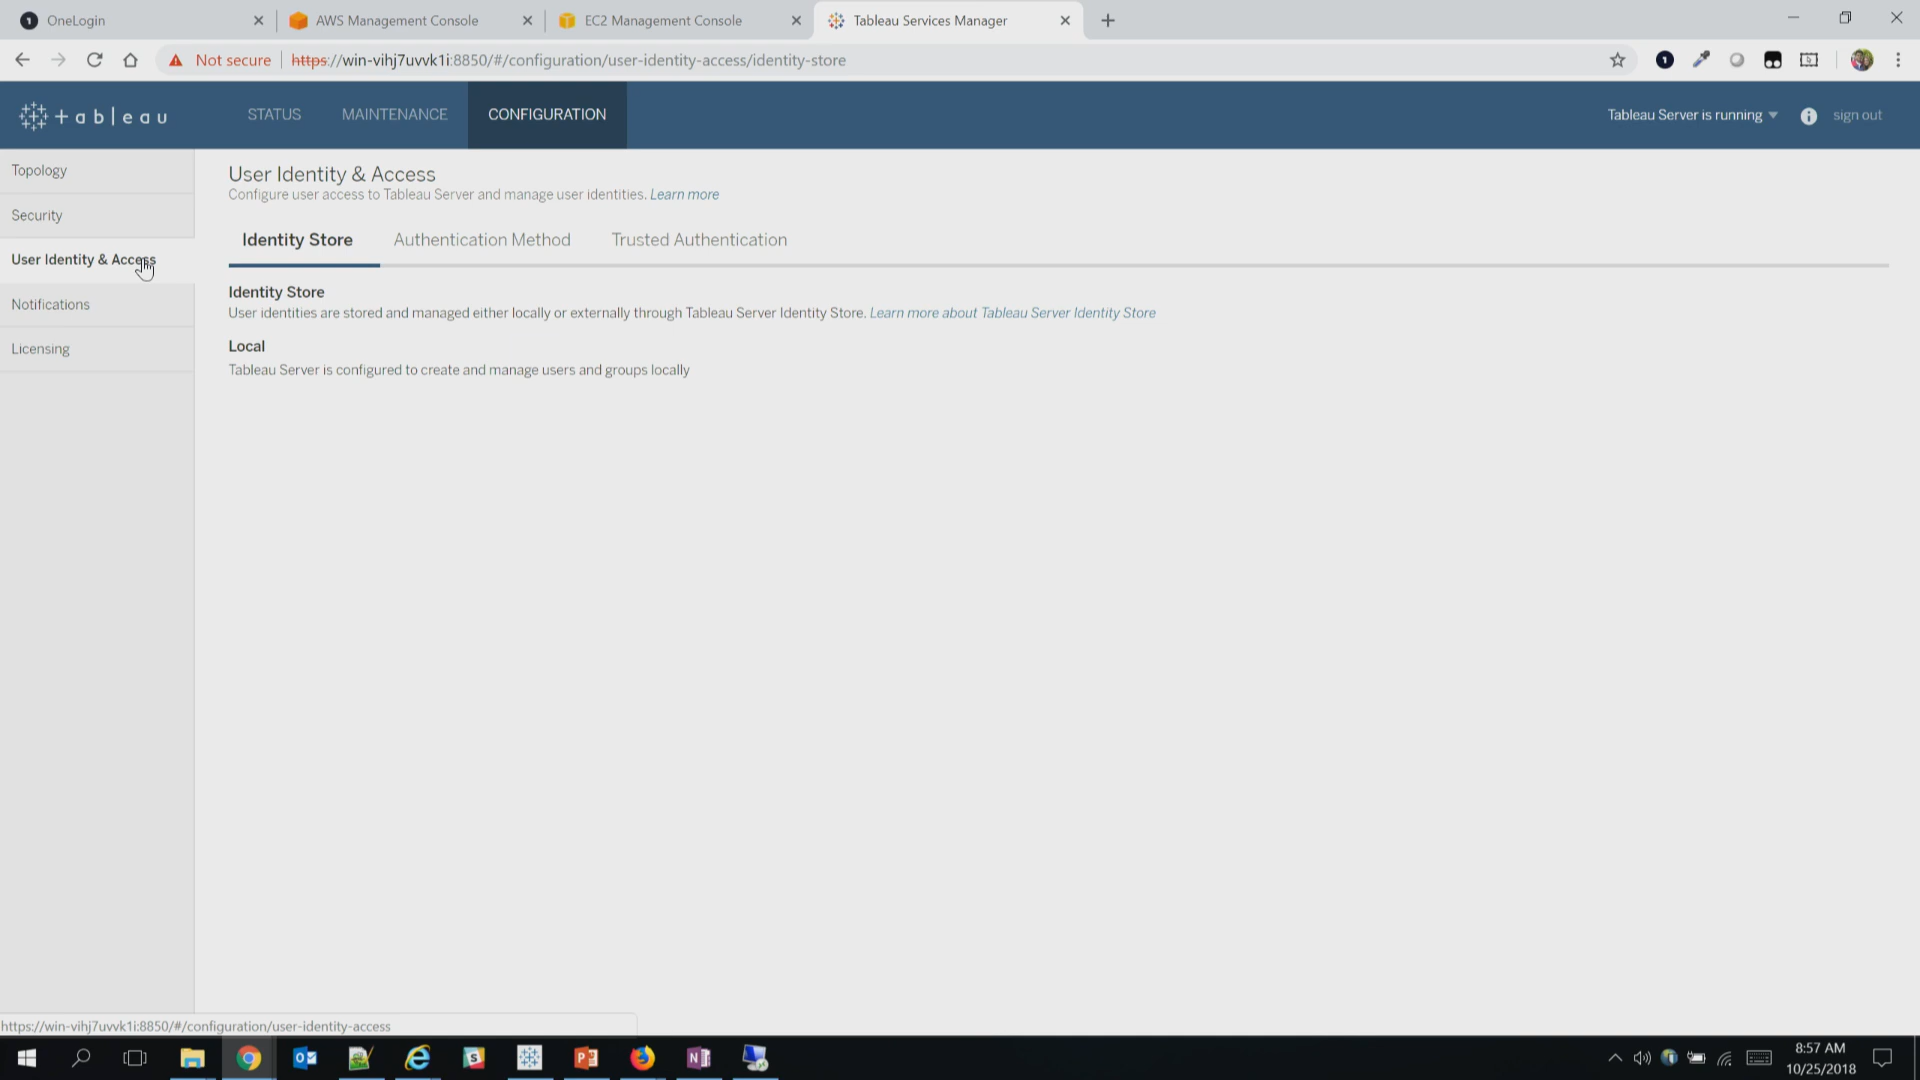 OneLogin
AWS Management Console
EC2 Management Console
Tableau Services Manager
Not secure
https://win-vihj7uvvk1i:8850/#/configuration/user-identity-access/identity-store
+ a b | e a u
STATUS
MAINTENANCE
CONFIGURATION
Tableau Server is running
sign out
Topology
Security
User Identity & Access
Notifications
Licensing
User Identity & Access
Configure user access to Tableau Server and manage user identities. Learn more
Identity Store
Authentication Method
Trusted Authentication
Identity Store
User identities are stored and managed either locally or externally through Tableau Server Identity Store. Learn more about Tableau Server Identity Store
Local
Tableau Server is configured to create and manage users and groups locally
https://win-vihj7uvvk1i:8850/#/configuration/user-identity-access
8:57 AM
10/25/2018